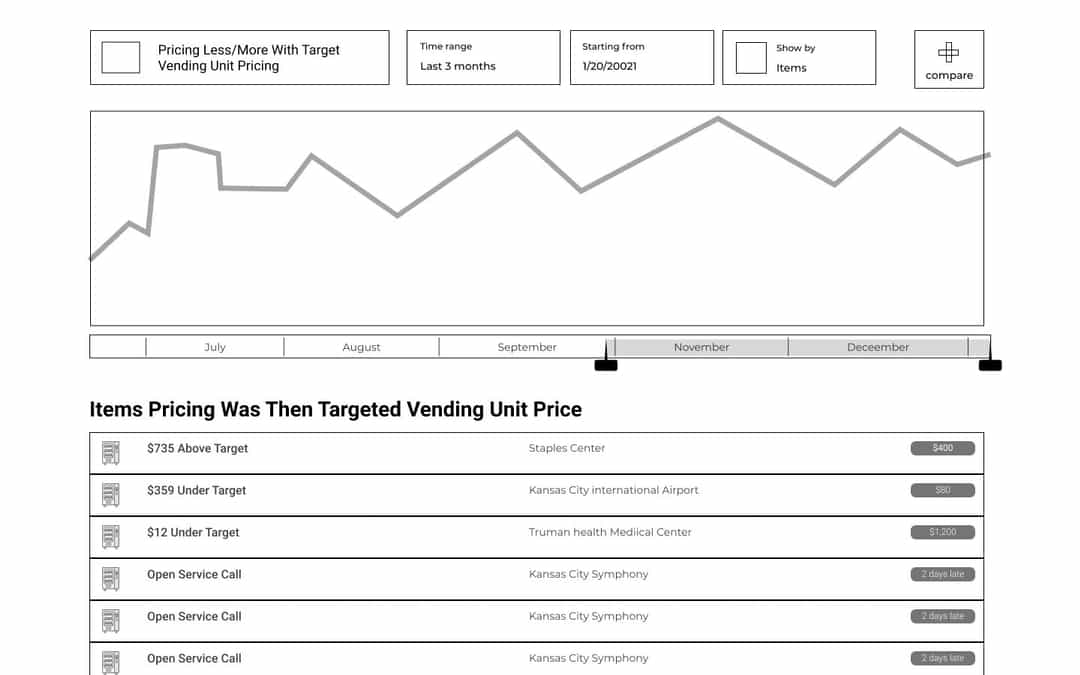 Pricing Less/More With Target
Vending Unit Pricing
Time range
Last 3 months
Starting from
1/20/20021
Show by
Items
compare
July
August
September
November
Deceember
Items Pricing Was Then Targeted Vending Unit Price
$735 Above Target
Staples Center
$400
$359 Under Target
Kansas City international Airport
$80
$12 Under Target
Truman health Mediical Center
$1,200
Open Service Call
Kansas City Symphony
2 days late
Open Service Call
Kansas City Symphony
2 days late
Open Service Call
Kansas City Symphony
2 days late